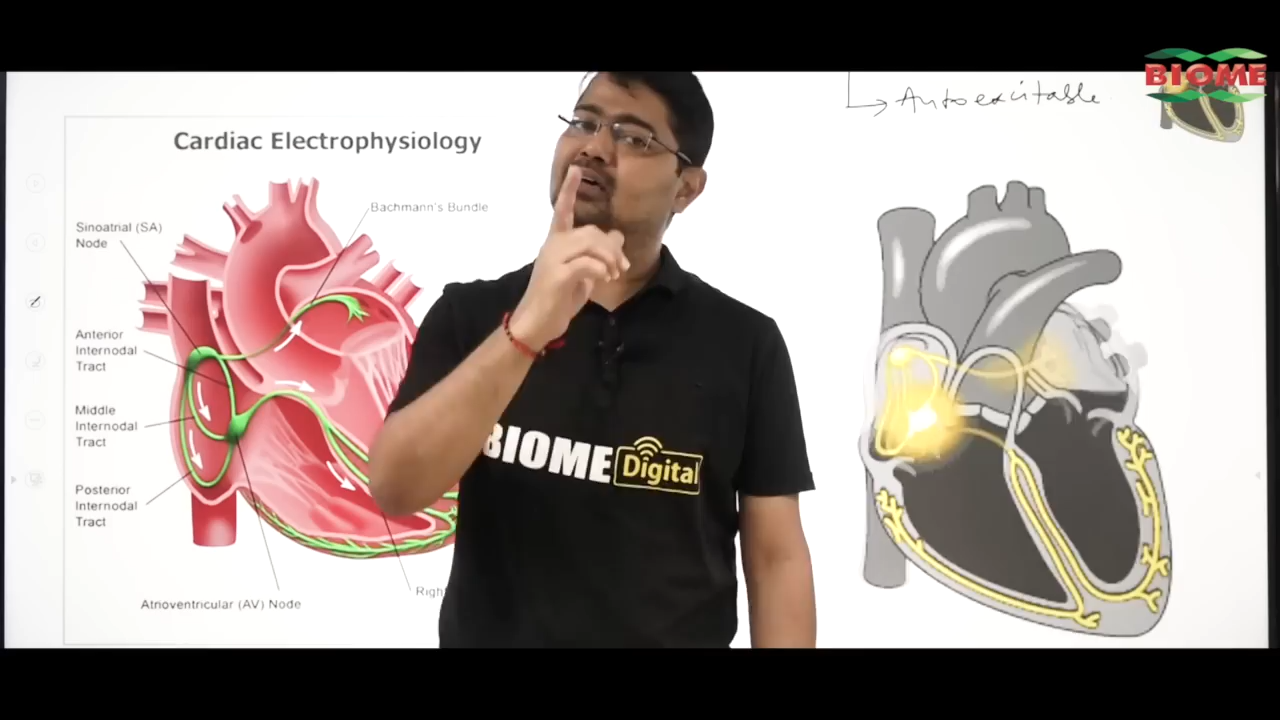 BIOME
Autoexcitable
Cardiac Electrophysiology
Bachmann's Bundle
Sinoatrial (SA)
Node
Anterior
Internodal
Tract
Middle
Internodal
Tract
Posterior
Internodal
Tract
Atrioventricular (AV) Node
Right
BIOME Digital